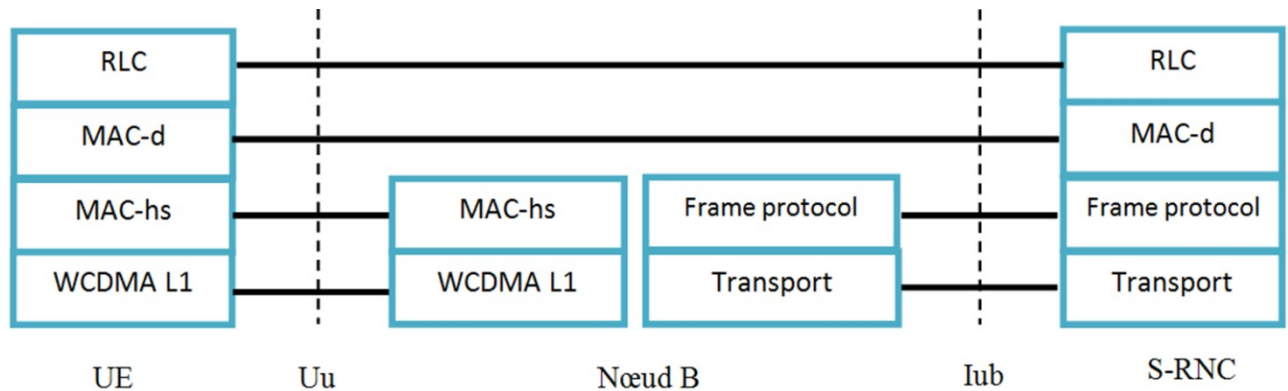 RLC RLC
MAC-d MAC-d
MAC-hs MAC-hs Frame protocol Frame protocol
WCDMA L1 WCDMA L1 Transport Transport
UE Uu Nœud B Iub S-RNC